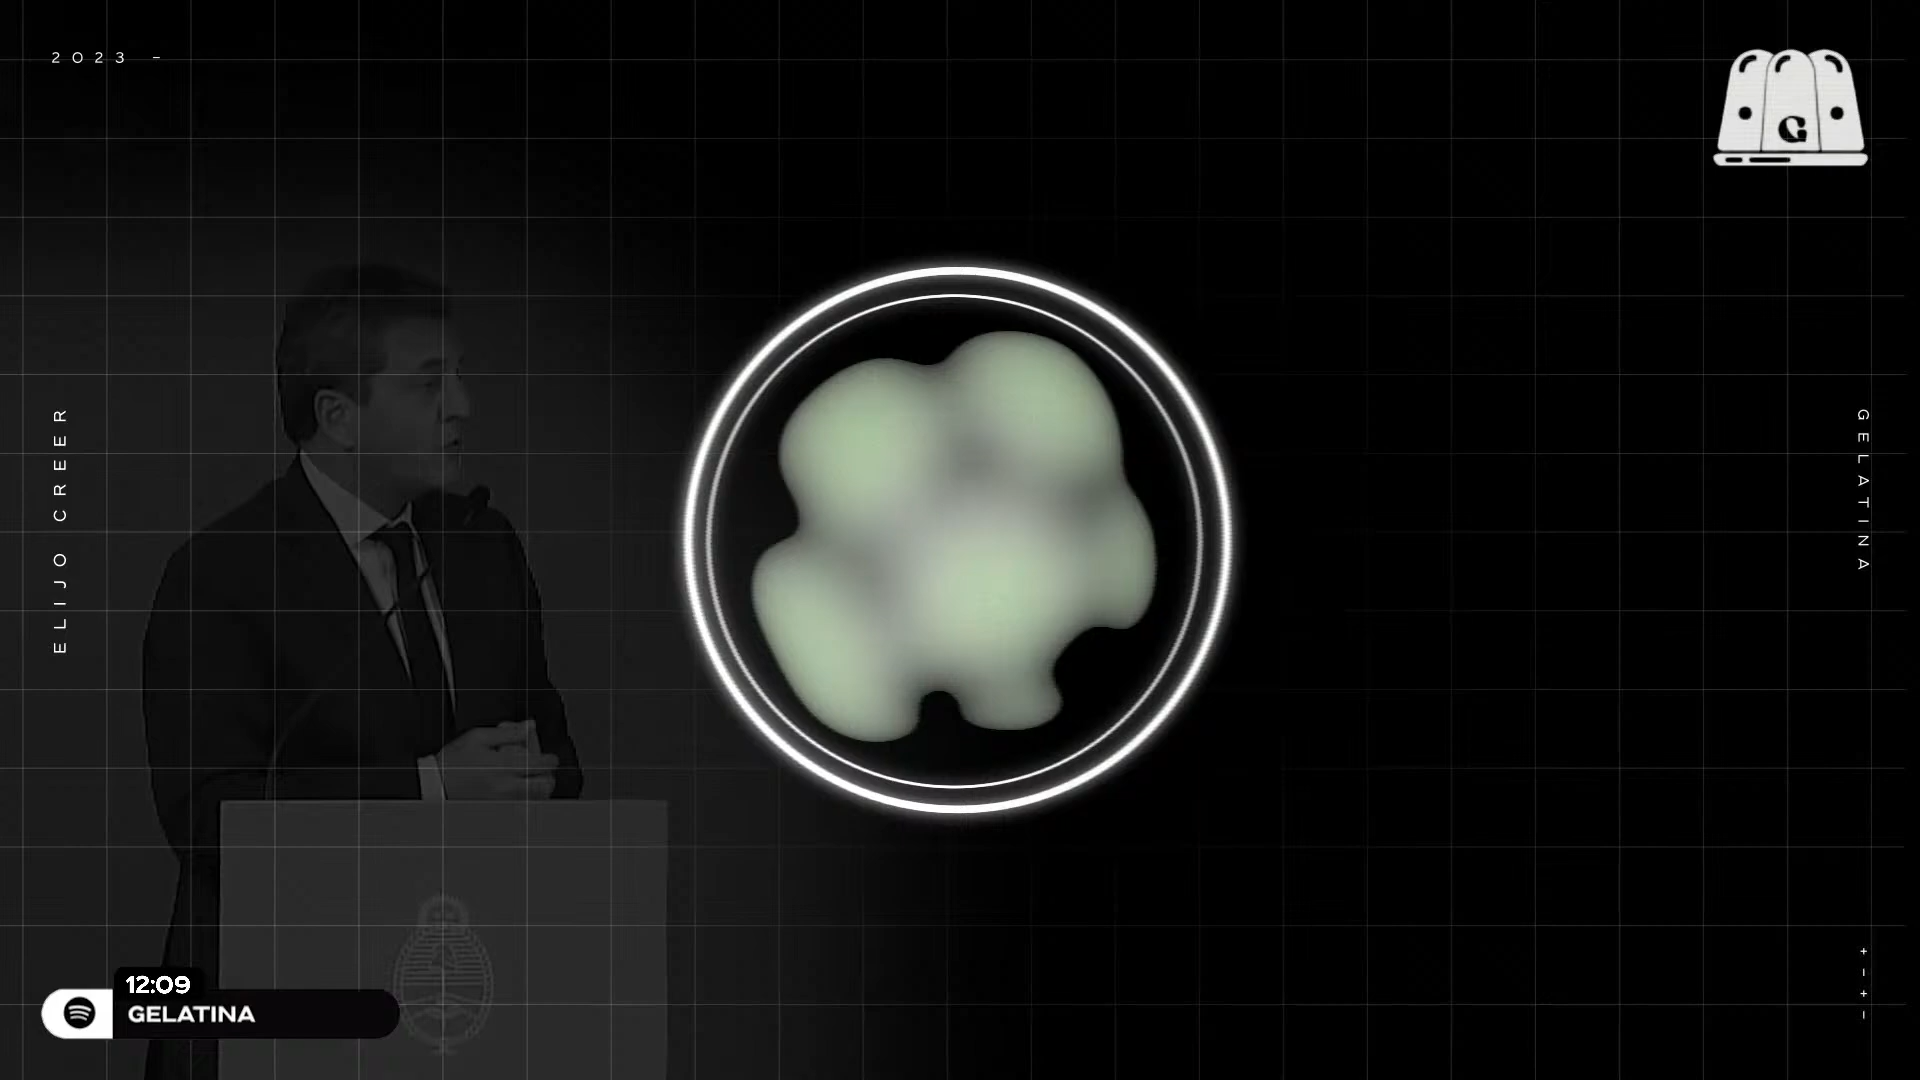 2023 –
G
ELIJO CREER
GELATINA
12:09
GELATINA
+ – + –